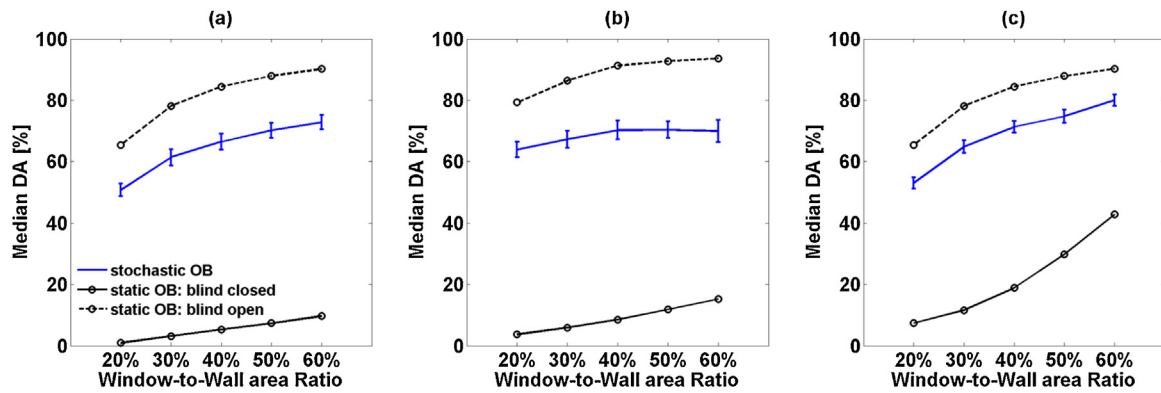 (a)
100
80
60
40
20
0
Median DA [%]
stochastic OB
static OB: blind closed
static OB: blind open
20% 30% 40% 50% 60%
Window-to-Wall area Ratio
(b)
100
80
60
40
20
0
Median DA [%]
20% 30% 40% 50% 60%
Window-to-Wall area Ratio
(c)
100
80
60
40
20
0
Median DA [%]
20% 30% 40% 50% 60%
Window-to-Wall area Ratio